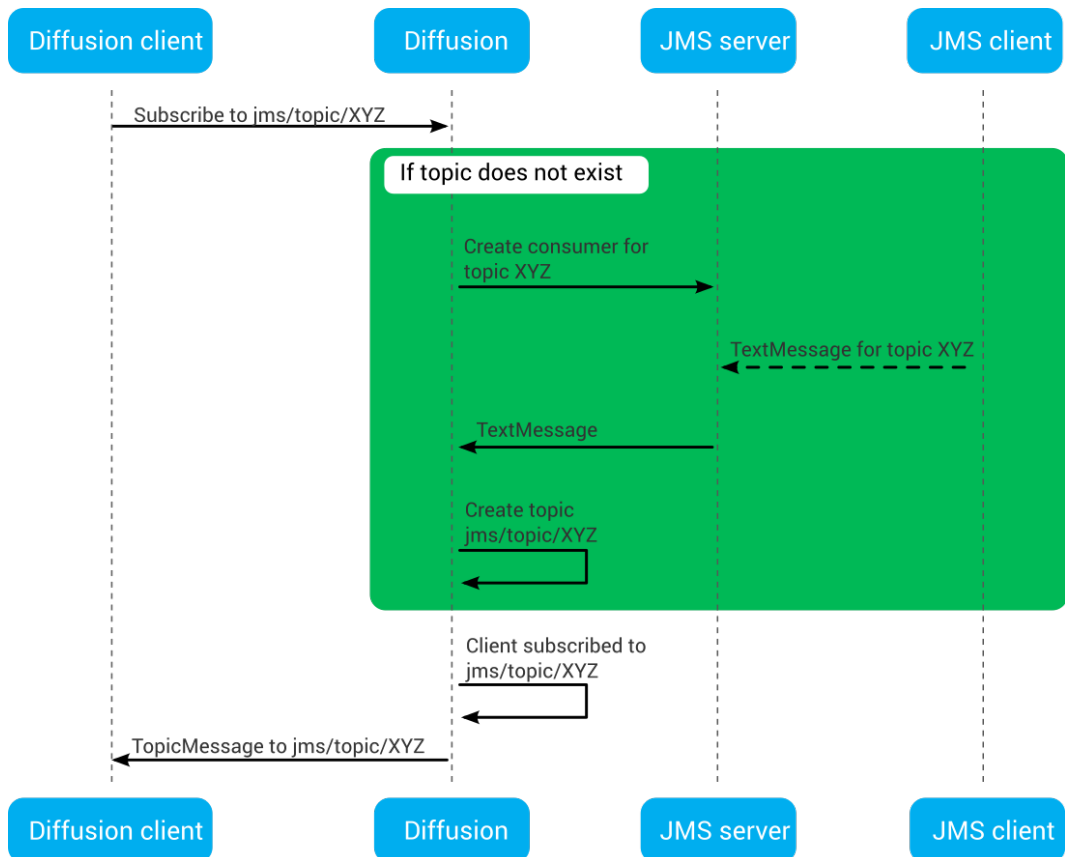 Diffusion client
Diffusion
JMS server
JMS client
Subscribe to jms/topic/XYZ
If topic does not exist
Create consumer for
topic XYZ
TextMessage for topic XYZ
TextMessage
Create topic
jms/topic/XYZ
Client subscribed to
jms/topic/XYZ
TopicMessage to jms/topic/XYZ
Diffusion client
Diffusion
JMS server
JMS client